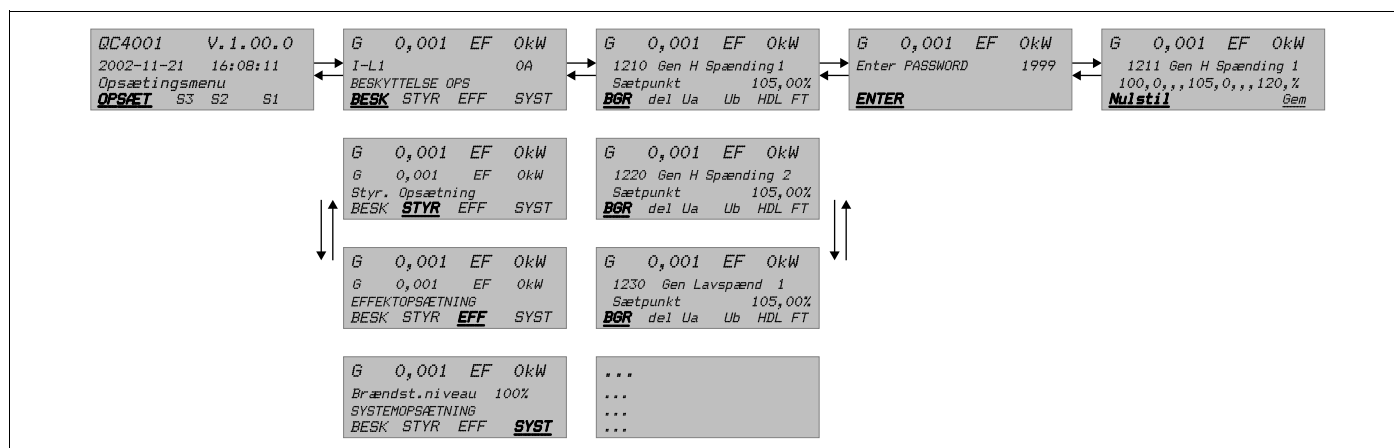 QC4001 V.1.00.0
2002-11-21 16:08:11
Opsætingsmenu
OPSÆT S3 S2 S1
G 0,001 EF 0kW
I-L1 0A
BESKYTTELSE OPS
BESK STYR EFF SYST
G 0,001 EF 0kW
1210 Gen H Spænding1
Sætpunkt 105,00%
BGR del Ua Ub HDL FT
G 0,001 EF 0kW
Enter PASSWORD 1999
ENTER
G 0,001 EF 0kW
1211 Gen H Spænding 1
100,0,,,105,0,,,120,%
Nulstil Gem
G 0,001 EF 0kW
G 0,001 EF 0kW
Styr. Opsætning
BESK STYR EFF SYST
G 0,001 EF 0kW
1220 Gen H Spænding 2
Sætpunkt 105,00%
BGR del Ua Ub HDL FT
G 0,001 EF 0kW
G 0,001 EF 0kW
EFFEKTOPSÆTNING
BESK STYR EFF SYST
G 0,001 EF 0kW
1230 Gen Lavspænd 1
Sætpunkt 105,00%
BGR del Ua Ub HDL FT
G 0,001 EF 0kW
Brændst.niveau 100%
SYSTEMOPSÆTNING
BESK STYR EFF SYST
...
...
...
...